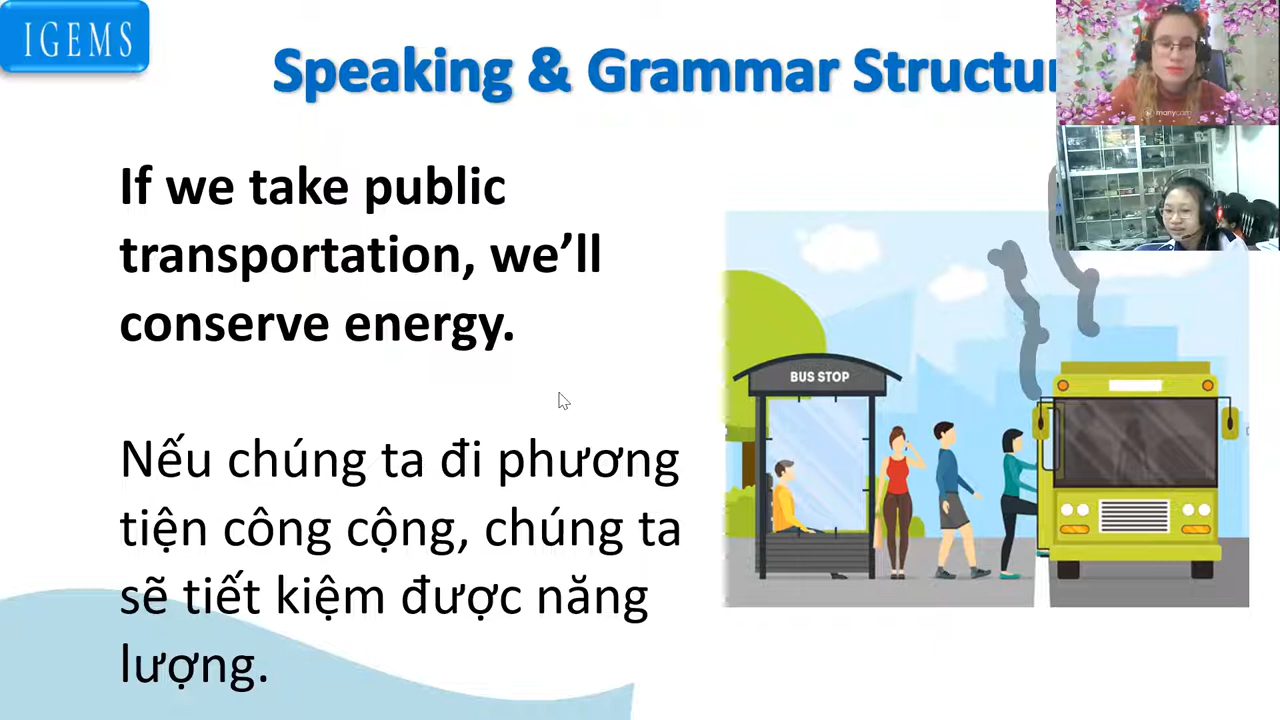 IGEMS
Speaking & Grammar Structu
If we take public
transportation, we’ll
conserve energy.
Nếu chúng ta đi phương
tiện công cộng, chúng ta
sẽ tiết kiệm được năng
lượng.
BUS STOP
manycam